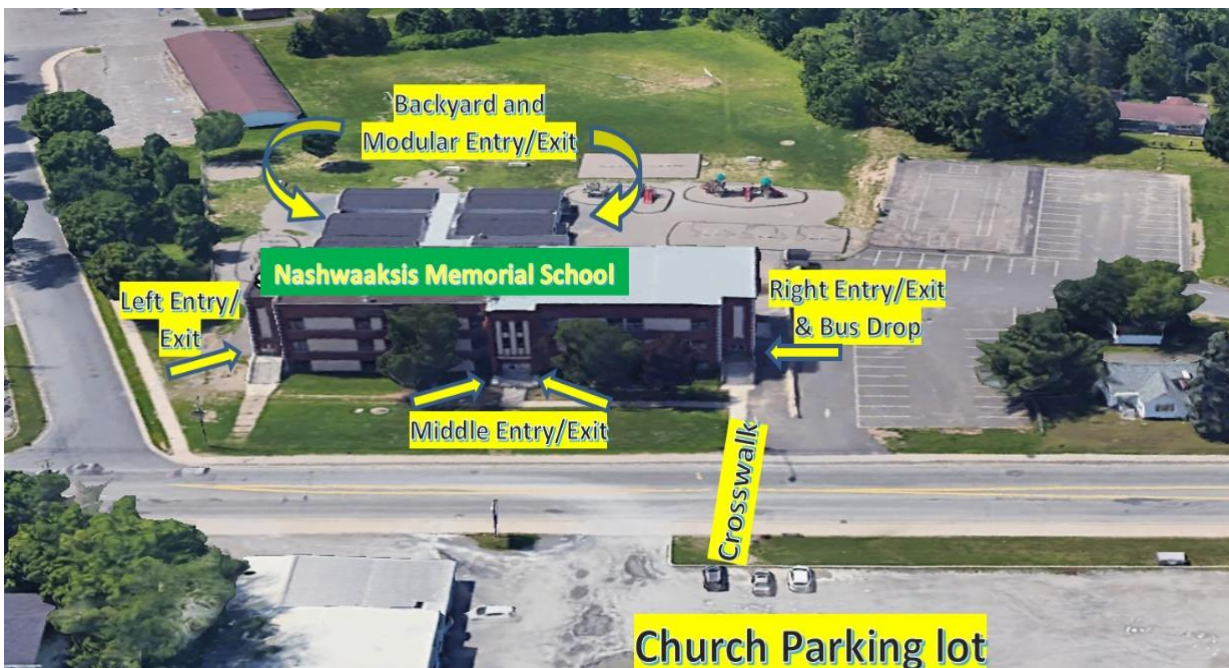 Backyard and
Modular Entry/Exit
Nashwaaksis Memorial School
Left Entry/
Exit
Right Entry/Exit
& Bus Drop
Middle Entry/Exit
Crosswalk
Church Parking lot